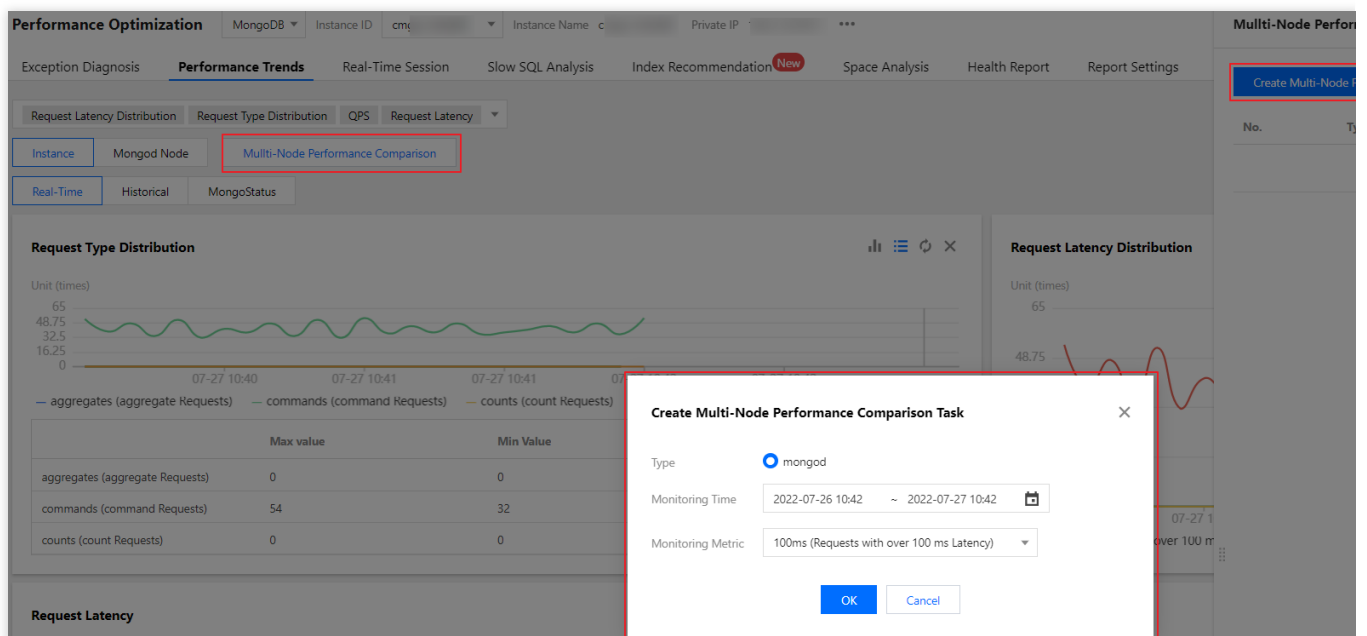 Performance Optimization MongoDB Instance ID Instance Name Private IP •••
Mullti-Node
Exception Diagnosis Performance Trends Real-Time Session Slow SQL Analysis Index Recommendation New Space Analysis Health Report Report Settings
Create Multi-Node
Request Latency Distribution Request Type Distribution QPS Request Latency
No.
Instance Mongod Node Mullti-Node Performance Comparison
Real-Time Historical MongoStatus
Request Type Distribution
Request Latency Distribution
Unit (times)
Unit (times)
65
48.75
32.5
16.25
0
65
48.75
07-27 10:40 07-27 10:41 07-27 10:41
aggregates (aggregate Requests) commands (command Requests) counts (count Requests)
Max value Min Value
aggregates (aggregate Requests) 0 0
commands (command Requests) 54 32
counts (count Requests) 0 0
Request Latency
Create Multi-Node Performance Comparison Task
Type mongod
Monitoring Time 2022-07-26 10:42 ~ 2022-07-27 10:42
Monitoring Metric 100ms (Requests with over 100 ms Latency)
OK Cancel
07-27
over 100